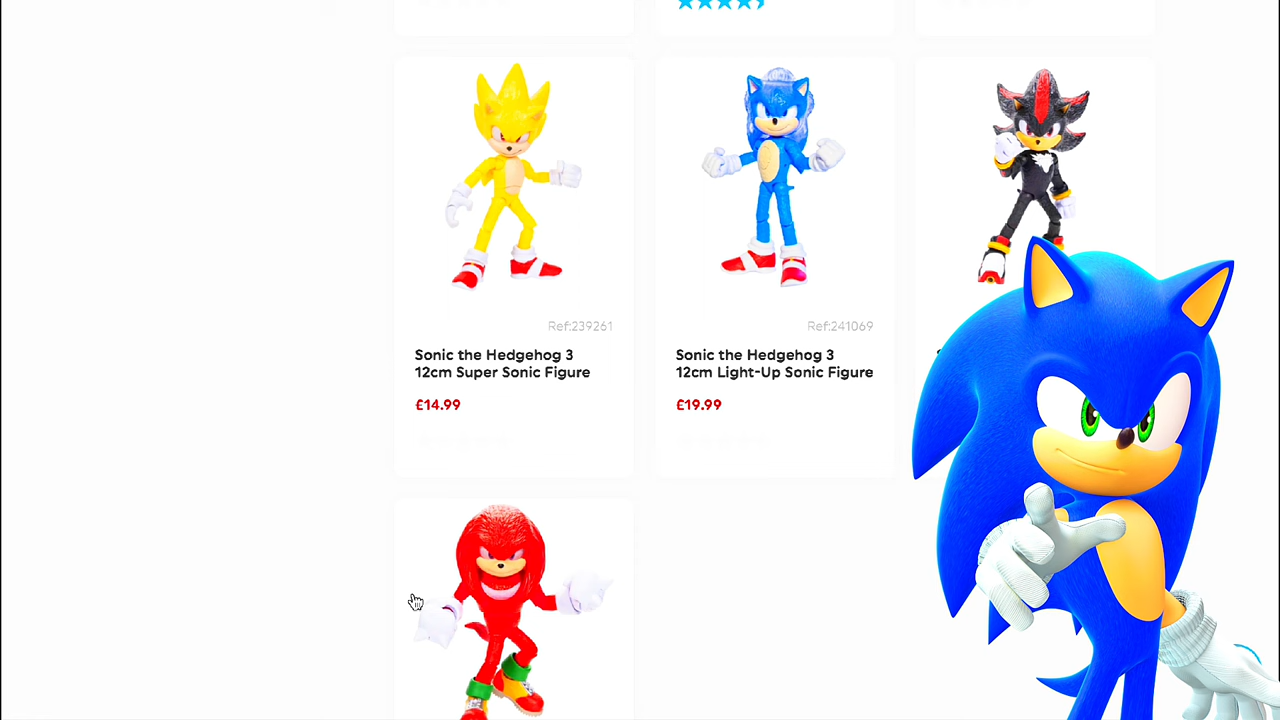 Ref:239261
Sonic the Hedgehog 3
12cm Super Sonic Figure
£14.99
Ref:241069
Sonic the Hedgehog 3
12cm Light-Up Sonic Figure
£19.99